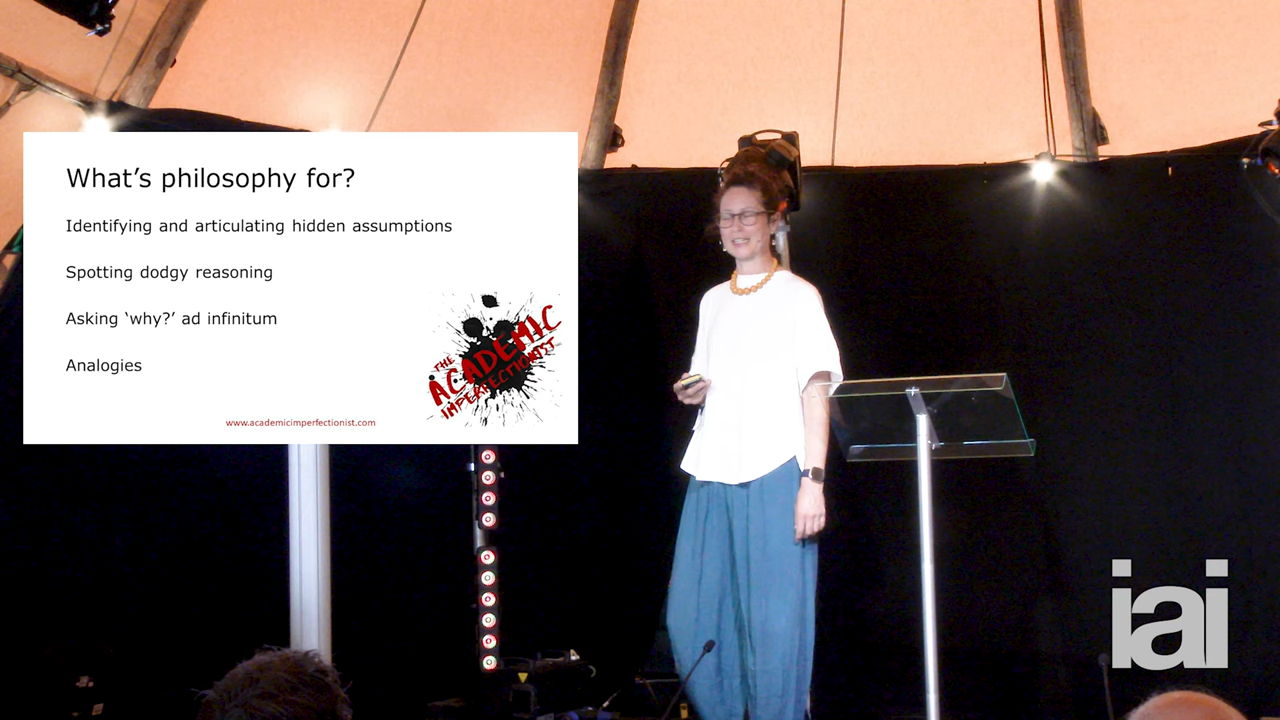 What’s philosophy for?
Identifying and articulating hidden assumptions
Spotting dodgy reasoning
Asking ‘why?’ ad infinitum
Analogies
THE
ACADEMIC
IMPERFECTIONIST
www.academicimperfectionist.com
iai